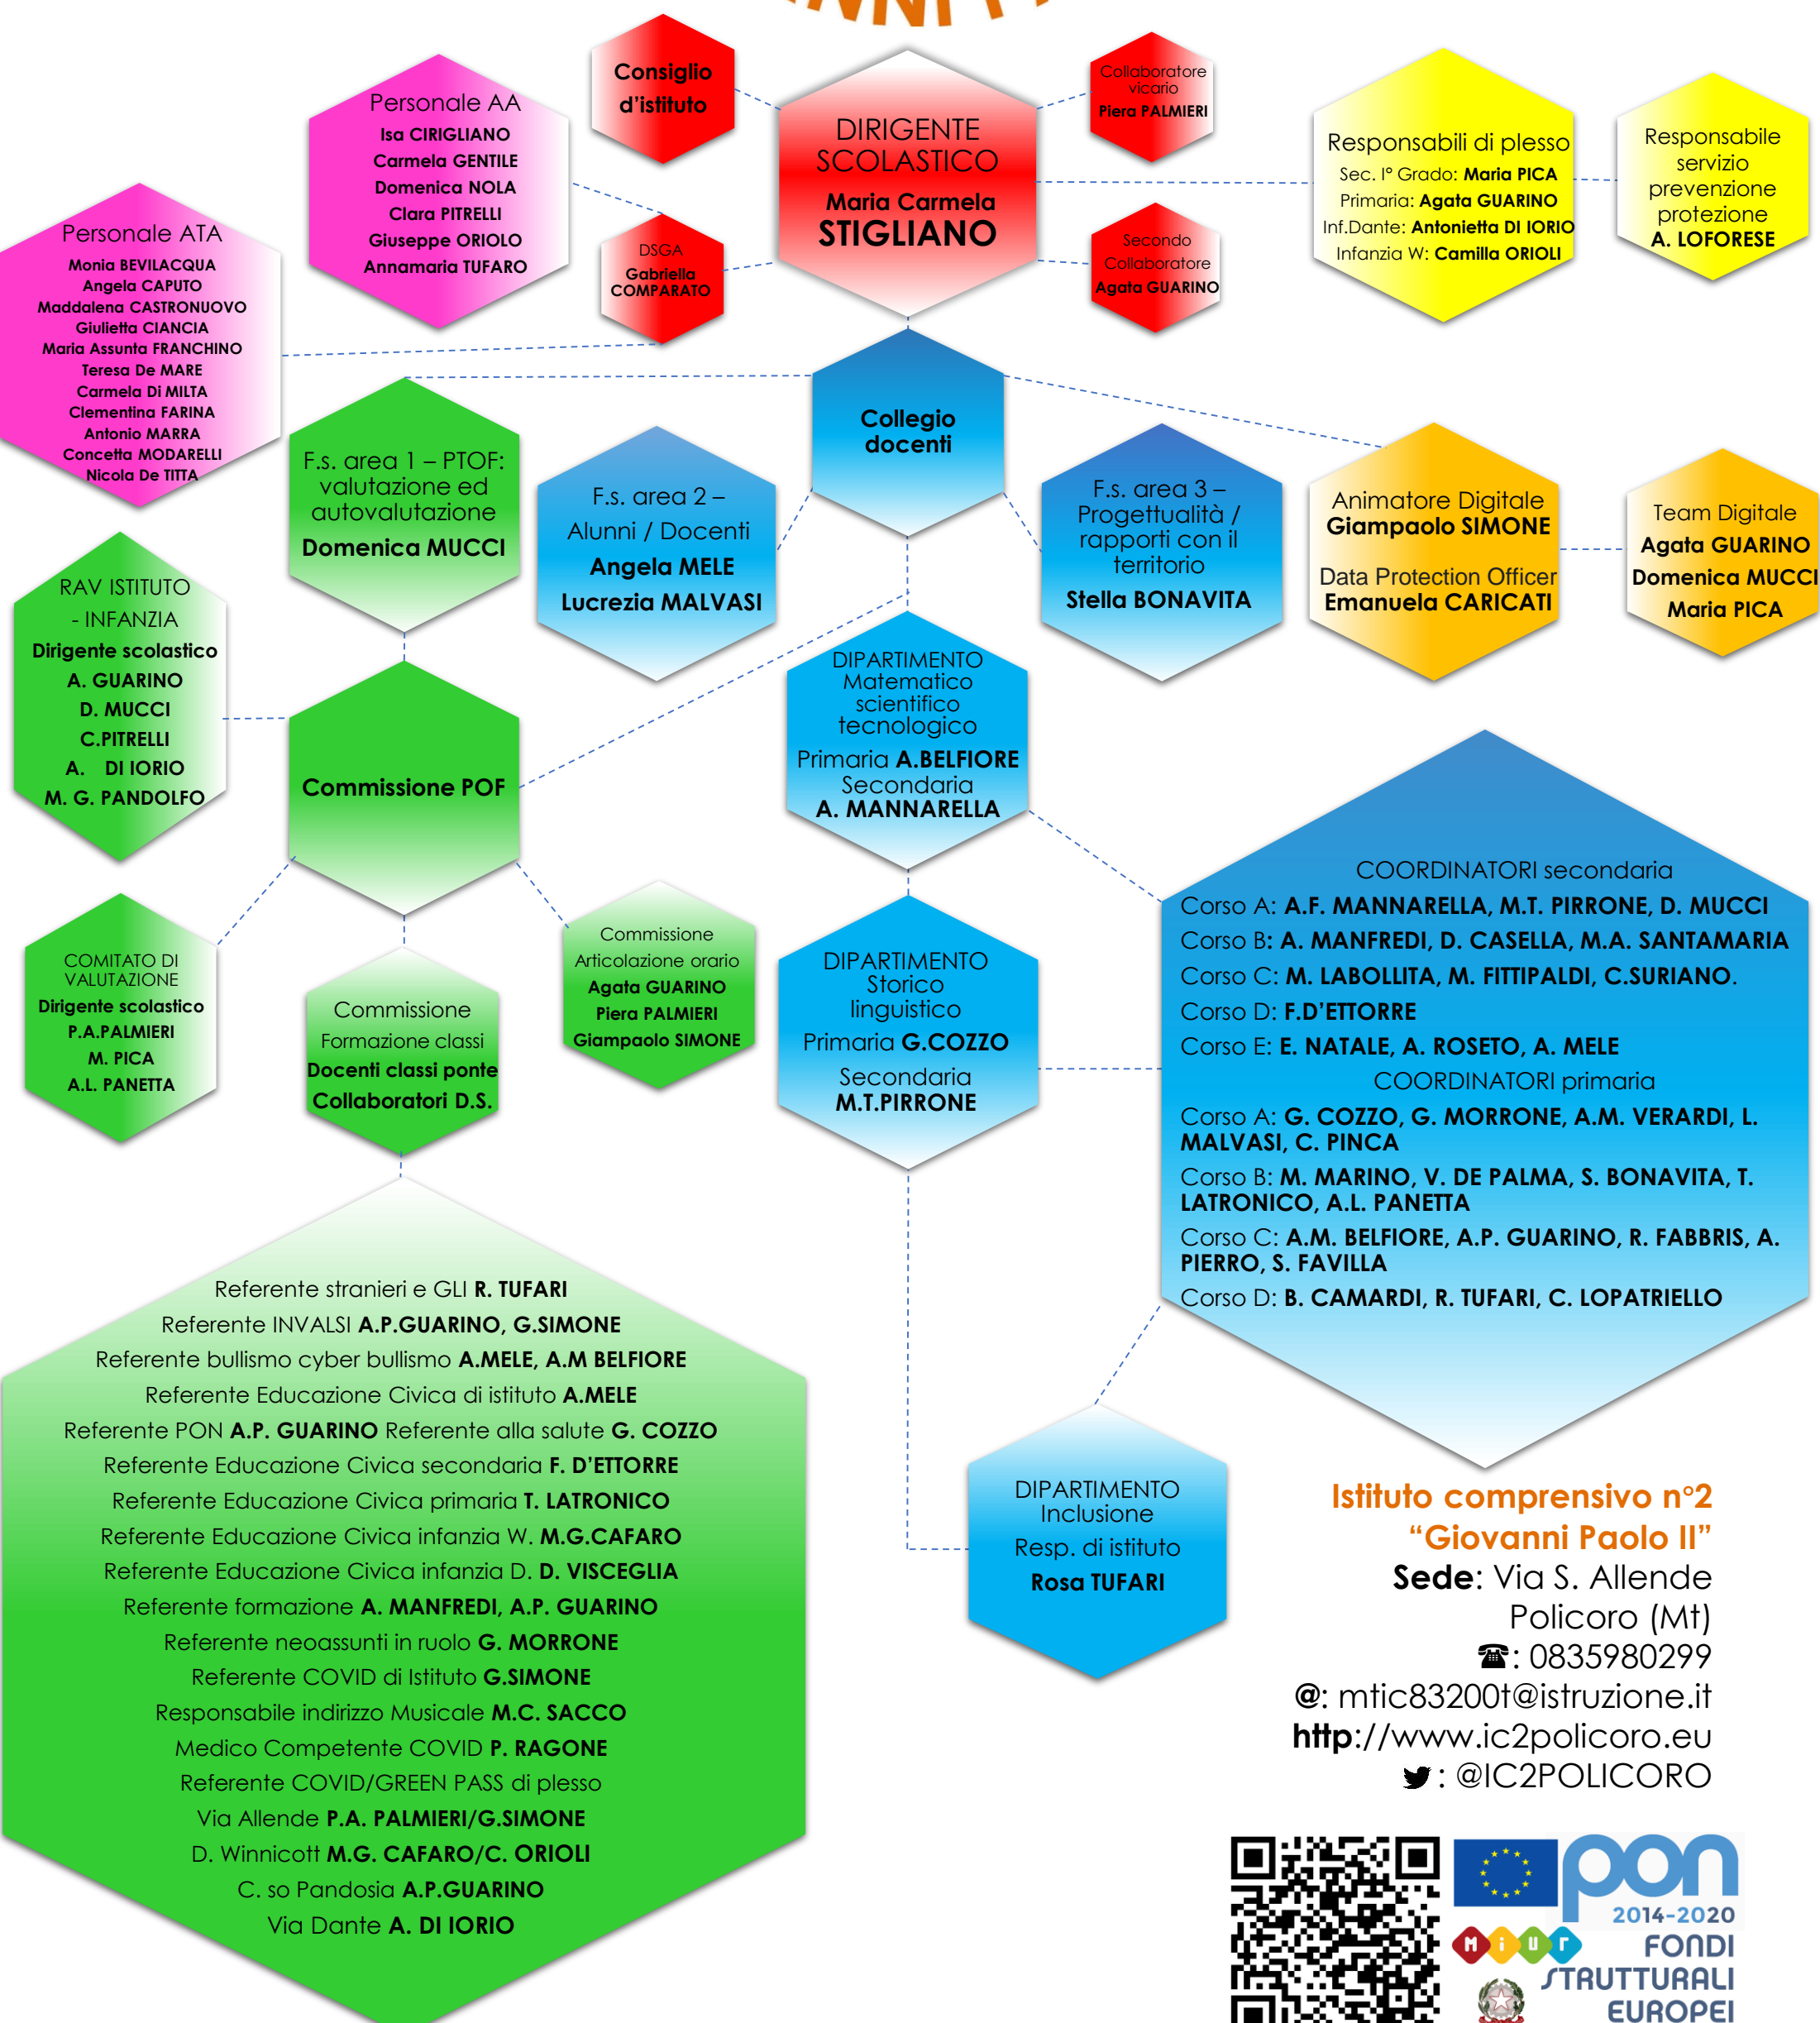 Consiglio
d'istituto
DIRIGENTE
SCOLASTICO
Maria Carmela
STIGLIANO
Collaboratore
vicario
Piera PALMIERI
Personale AA
Isa CIRIGLIANO
Carmela GENTILE
Domenica NOLA
Clara PITRELLI
Giuseppe ORIOLO
Annamaria TUFARO
Responsabili di plesso
Sec. I° Grado: Maria PICA
Primaria: Agata GUARINO
Inf.Dante: Antonietta DI IORIO
Infanzia W: Camilla ORIOLI
Responsabile
servizio
prevenzione
protezione
A. LOFORESE
Personale ATA
Monia BEVILACQUA
Angela CAPUTO
Maddalena CASTRONUOVO
Giulietta CIANCIA
Maria Assunta FRANCHINO
Teresa De MARE
Carmela Di MILTA
Clementina FARINA
Antonio MARRA
Concetta MODARELLI
Nicola De TITTA
DSGA
Gabriella
COMPARATO
Secondo
Collaboratore
Agata GUARINO
Collegio
docenti
F.s. area 1 – PTOF:
valutazione ed
autovalutazione
Domenica MUCCI
F.s. area 2 –
Alunni / Docenti
Angela MELE
Lucrezia MALVASI
F.s. area 3 –
Progettualità /
rapporti con il
territorio
Stella BONAVITA
Animatore Digitale
Giampaolo SIMONE
Data Protection Officer
Emanuela CARICATI
Team Digitale
Agata GUARINO
Domenica MUCCI
Maria PICA
RAV ISTITUTO
- INFANZIA
Dirigente scolastico
A. GUARINO
D. MUCCI
C.PITRELLI
A. DI IORIO
M. G. PANDOLFO
Commissione POF
DIPARTIMENTO
Matematico
scientifico
tecnologico
Primaria A.BELFIORE
Secondaria
A. MANNARELLA
COMITATO DI
VALUTAZIONE
Dirigente scolastico
P.A.PALMIERI
M. PICA
A.L. PANETTA
Commissione
Formazione classi
Docenti classi ponte
Collaboratori D.S.
Commissione
Articolazione orario
Agata GUARINO
Piera PALMIERI
Giampaolo SIMONE
DIPARTIMENTO
Storico
linguistico
Primaria G.COZZO
Secondaria
M.T.PIRRONE
COORDINATORI secondaria
Corso A: A.F. MANNARELLA, M.T. PIRRONE, D. MUCCI
Corso B: A. MANFREDI, D. CASELLA, M.A. SANTAMARIA
Corso C: M. LABOLLITA, M. FITTIPALDI, C.SURIANO.
Corso D: F.D'ETTORRE
Corso E: E. NATALE, A. ROSETO, A. MELE
COORDINATORI primaria
Corso A: G. COZZO, G. MORRONE, A.M. VERARDI, L.
MALVASI, C. PINCA
Corso B: M. MARINO, V. DE PALMA, S. BONAVITA, T.
LATRONICO, A.L. PANETTA
Corso C: A.M. BELFIORE, A.P. GUARINO, R. FABBRIS, A.
PIERRO, S. FAVILLA
Corso D: B. CAMARDI, R. TUFARI, C. LOPATRIELLO
Referente stranieri e GLI R. TUFARI
Referente INVALSI A.P.GUARINO, G.SIMONE
Referente bullismo cyber bullismo A.MELE, A.M BELFIORE
Referente Educazione Civica di istituto A.MELE
Referente PON A.P. GUARINO Referente alla salute G. COZZO
Referente Educazione Civica secondaria F. D'ETTORRE
Referente Educazione Civica primaria T. LATRONICO
Referente Educazione Civica infanzia W. M.G.CAFARO
Referente Educazione Civica infanzia D. D. VISCEGLIA
Referente formazione A. MANFREDI, A.P. GUARINO
Referente neoassunti in ruolo G. MORRONE
Referente COVID di Istituto G.SIMONE
Responsabile indirizzo Musicale M.C. SACCO
Medico Competente COVID P. RAGONE
Referente COVID/GREEN PASS di plesso
Via Allende P.A. PALMIERI/G.SIMONE
D. Winnicott M.G. CAFARO/C. ORIOLI
C. so Pandosia A.P.GUARINO
Via Dante A. DI IORIO
DIPARTIMENTO
Inclusione
Resp. di istituto
Rosa TUFARI
Istituto comprensivo n°2
"Giovanni Paolo II"
Sede: Via S. Allende
Policoro (Mt)
☎: 0835980299
@: mtic83200t@istruzione.it
http://www.ic2policoro.eu
: @IC2POLICORO
pon
2014-2020
MIUR
FONDI
STRUTTURALI
EUROPEI